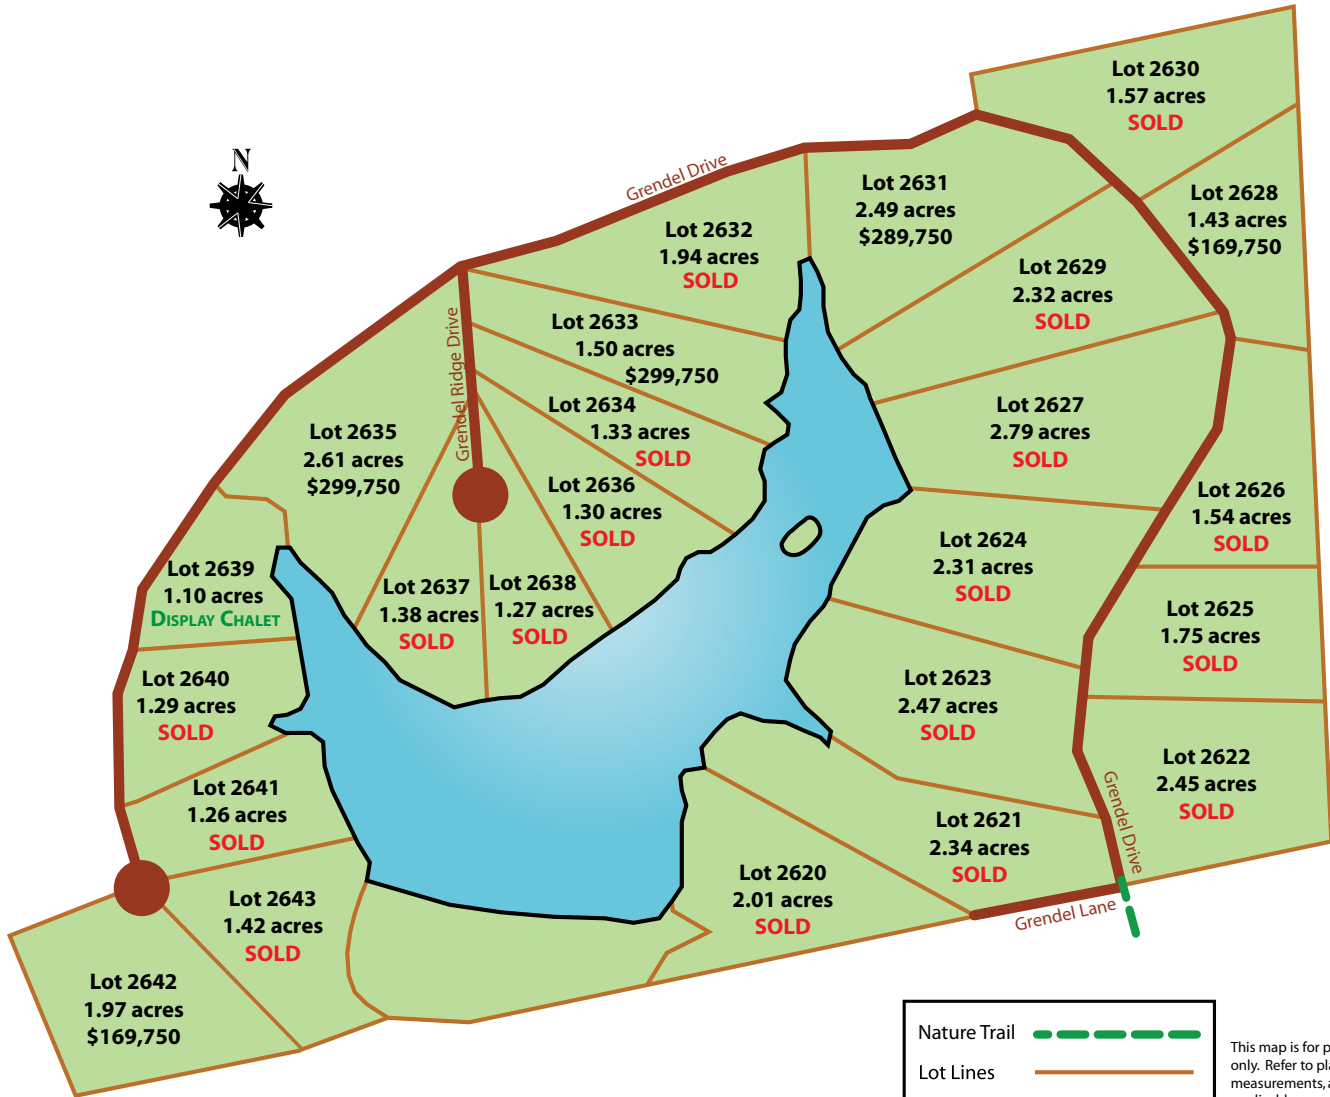 Lot 2630
1.57 acres
SOLD
N
Grendel Drive
Lot 2631
2.49 acres
$289,750
Lot 2628
1.43 acres
$169,750
Lot 2632
1.94 acres
SOLD
Lot 2629
2.32 acres
SOLD
Grendel Ridge Drive
Lot 2633
1.50 acres
$299,750
Lot 2634
1.33 acres
SOLD
Lot 2627
2.79 acres
SOLD
Lot 2635
2.61 acres
$299,750
Lot 2636
1.30 acres
SOLD
Lot 2626
1.54 acres
SOLD
Lot 2624
2.31 acres
SOLD
Lot 2639
1.10 acres
DISPLAY CHALET
Lot 2637
1.38 acres
SOLD
Lot 2638
1.27 acres
SOLD
Lot 2625
1.75 acres
SOLD
Lot 2640
1.29 acres
SOLD
Lot 2623
2.47 acres
SOLD
Lot 2622
2.45 acres
SOLD
Lot 2641
1.26 acres
SOLD
Grendel Drive
Lot 2621
2.34 acres
SOLD
Lot 2620
2.01 acres
SOLD
Lot 2643
1.42 acres
SOLD
Grendel Lane
Lot 2642
1.97 acres
$169,750
Nature Trail
Lot Lines
This map is for
only. Refer to
measurements,